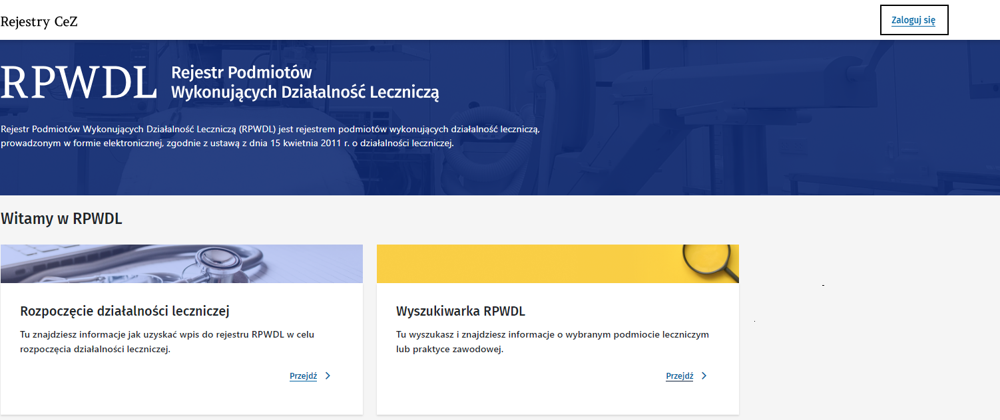 Rejestry CeZ
Zaloguj się
RPWDL
Rejestr Podmiotów
Wykonujących Działalność Leczniczą
Rejestr Podmiotów Wykonujących Działalność Leczniczą (RPWDL) jest rejestrem podmiotów wykonujących działalność leczniczą,
prowadzonym w formie elektronicznej, zgodnie z ustawą z dnia 15 kwietnia 2011 r. o działalności leczniczej.
Witamy w RPWDL
Rozpoczęcie działalności leczniczej
Tu znajdziesz informacje jak uzyskać wpis do rejestru RPWDL w celu
rozpoczęcia działalności leczniczej.
Przejdź
Wyszukiwarka RPWDL
Tu wyszukasz i znajdziesz informacje o wybranym podmiocie leczniczym
lub praktyce zawodowej.
Przejdź